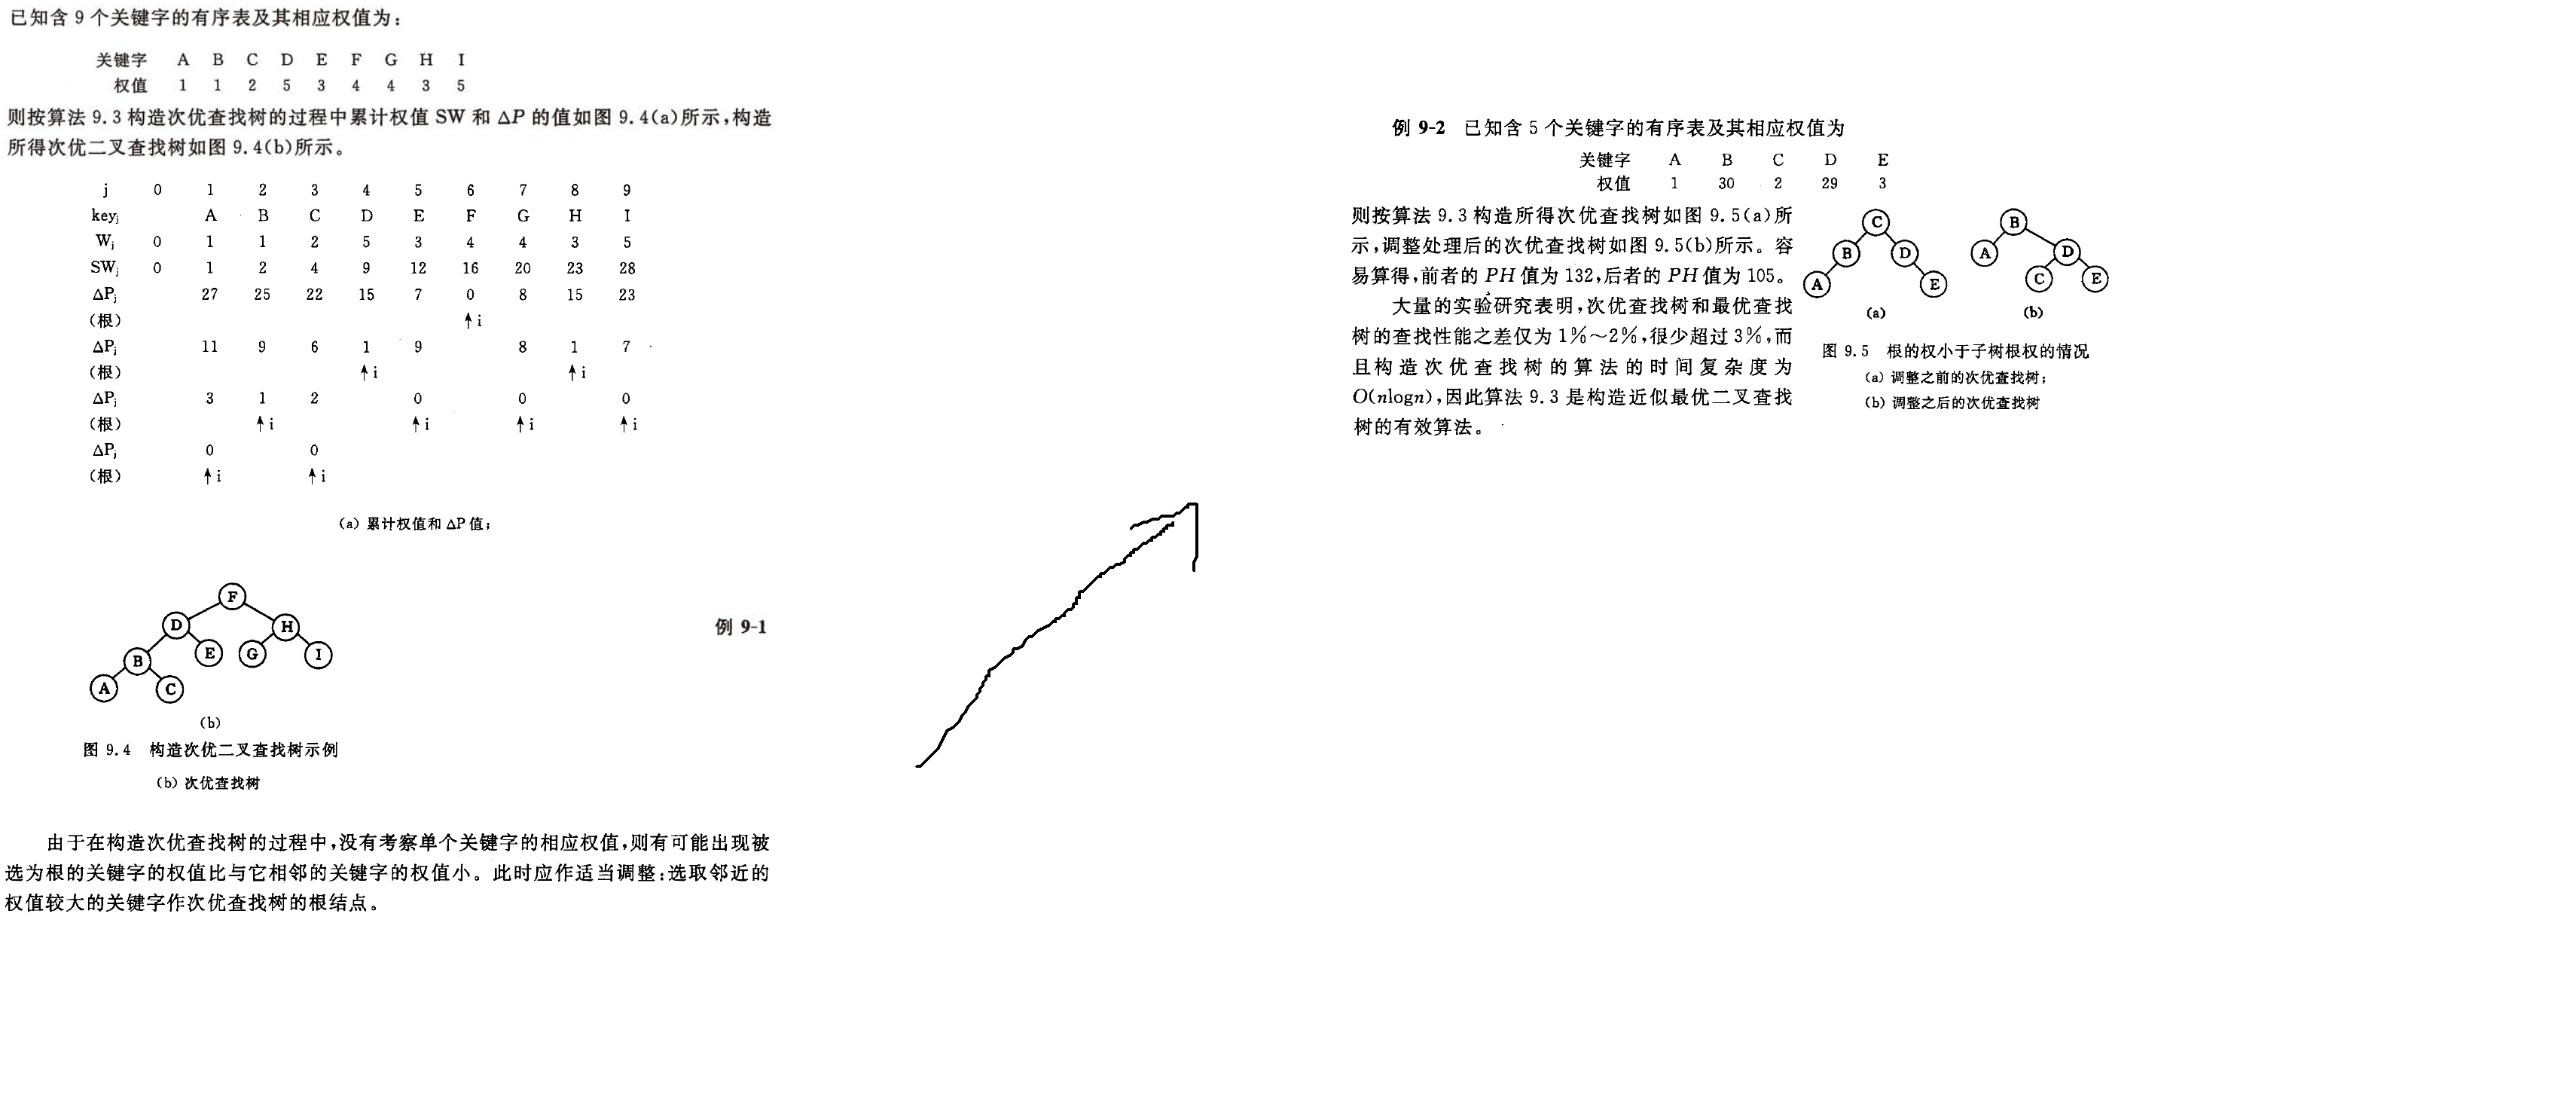 已知含 9 个关键字的有序表及其相应权值为:
关键字 A B C D E F G H I
权值 1 1 2 5 3 4 4 3 5
则按算法 9.3 构造次优查找树的过程中累计权值 SW 和 △P 的值如图 9.4(a)所示,构造
所得次优二叉查找树如图 9.4(b)所示。
j 0 1 2 3 4 5 6 7 8 9
keyⱼ A B C D E F G H I
Wⱼ 0 1 1 2 5 3 4 4 3 5
SWⱼ 0 1 2 4 9 12 16 20 23 28
△Pⱼ 27 25 22 15 7 0 8 15 23
(根) ↑i
△Pⱼ 11 9 6 1 9 8 1 7
(根) ↑i ↑i
△Pⱼ 3 1 2 0 0 0
(根) ↑i ↑i ↑i ↑i
△Pⱼ 0 0
(根) ↑i ↑i
(a) 累计权值和 △P 值;
F
D H
B E G I
A C
(b)
图 9.4 构造次优二叉查找树示例
(b) 次优查找树
例 9-1
由于在构造次优查找树的过程中,没有考察单个关键字的相应权值,则有可能出现被
选为根的关键字的权值比与它相邻的关键字的权值小。此时应作适当调整:选取邻近的
权值较大的关键字作次优查找树的根结点。
例 9-2 已知含 5 个关键字的有序表及其相应权值为
关键字 A B C D E
权值 1 30 2 29 3
则按算法 9.3 构造所得次优查找树如图 9.5(a)所
示,调整处理后的次优查找树如图 9.5(b)所示。容
易算得,前者的 PH 值为 132,后者的 PH 值为 105。
大量的实验研究表明,次优查找树和最优查找
树的查找性能之差仅为 1%~2%,很少超过 3%,而
且构造次优查找树的算法的时间复杂度为
O(nlogn),因此算法 9.3 是构造近似最优二叉查找
树的有效算法。
C B
B D A D
A E C E
(a) (b)
图 9.5 根的权小于子树根权的情况
(a) 调整之前的次优查找树;
(b) 调整之后的次优查找树